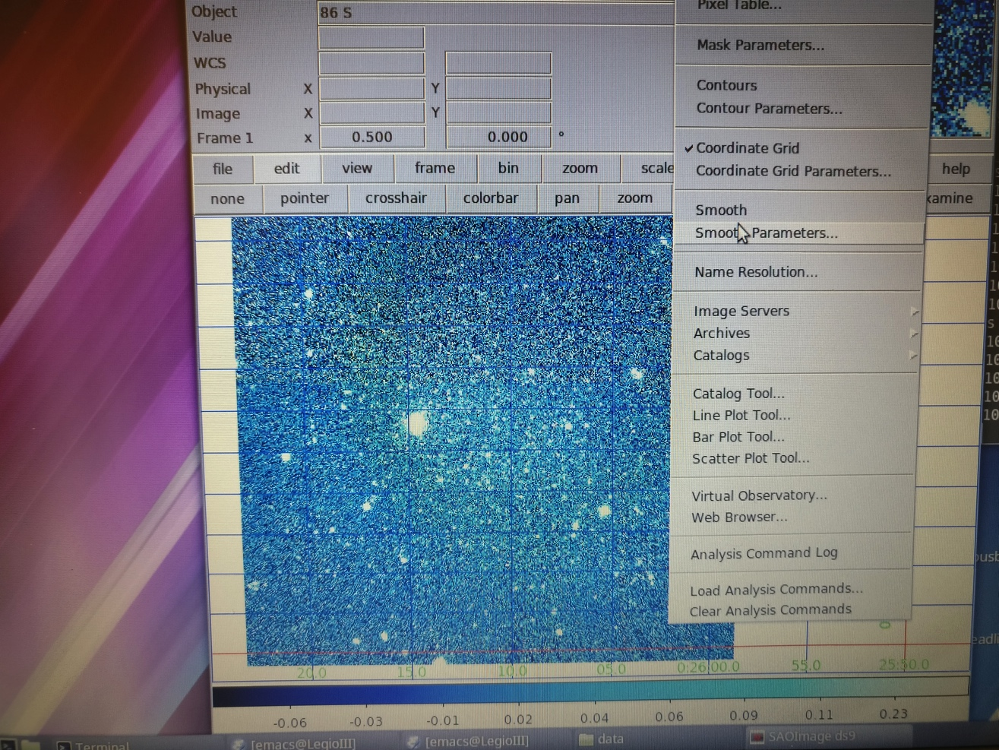 Object 86 S
Value
WCS
Physical X Y
Image X Y
Frame 1 x 0.500 0.000 °
file edit view frame bin zoom scale help
none pointer crosshair colorbar pan zoom
Pixel Table...
Mask Parameters...
Contours
Contour Parameters...
✓ Coordinate Grid
Coordinate Grid Parameters...
Smooth
Parameters...
Name Resolution...
Image Servers
Archives
Catalogs
Catalog Tool...
Line Plot Tool...
Bar Plot Tool...
Scatter Plot Tool...
Virtual Observatory...
Web Browser...
Analysis Command Log
Load Analysis Commands...
Clear Analysis Commands
20.0 15.0 10.0 05.0 0:26:00.0 55.0 25:50.0
-0.06 -0.03 -0.01 0.02 0.04 0.06 0.09 0.11 0.23
Terminal [emacs@LegioIII] [emacs@LegioIII] data SAOImage ds9